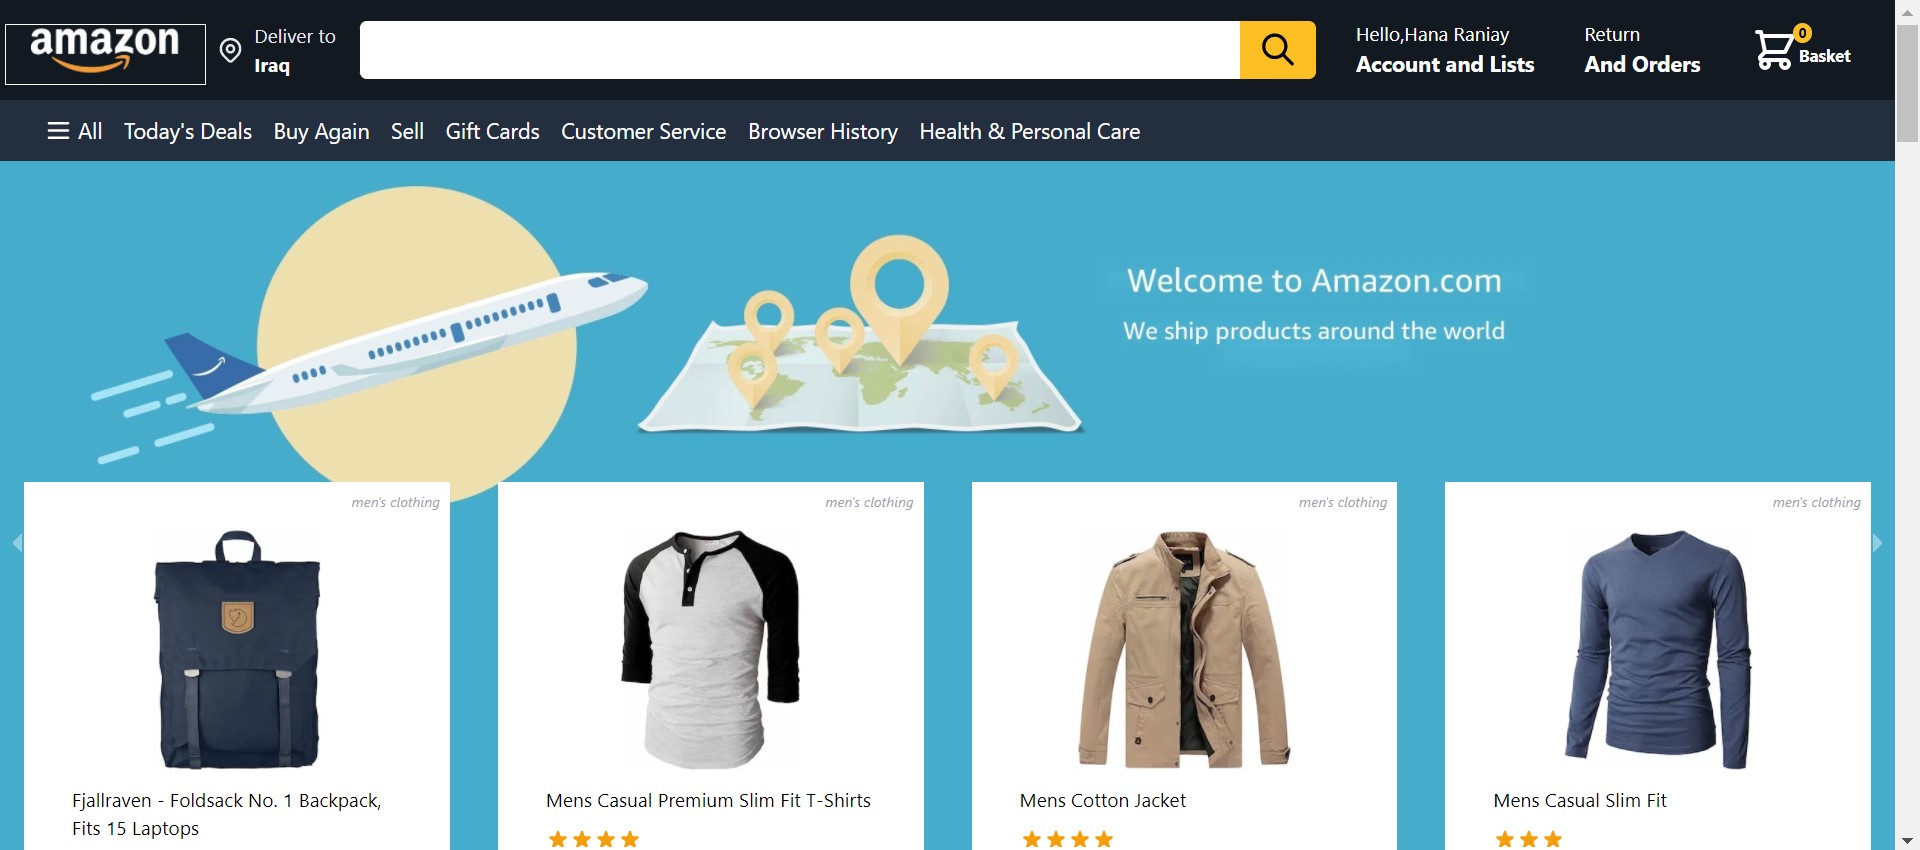 amazon
Deliver to
Iraq
Hello,Hana Raniay
Account and Lists
Return
And Orders
0
Basket
All
Today's Deals
Buy Again
Sell
Gift Cards
Customer Service
Browser History
Health & Personal Care
Welcome to Amazon.com
We ship products around the world
men's clothing
Fjallraven - Foldsack No. 1 Backpack,
Fits 15 Laptops
men's clothing
Mens Casual Premium Slim Fit T-Shirts
men's clothing
Mens Cotton Jacket
men's clothing
Mens Casual Slim Fit